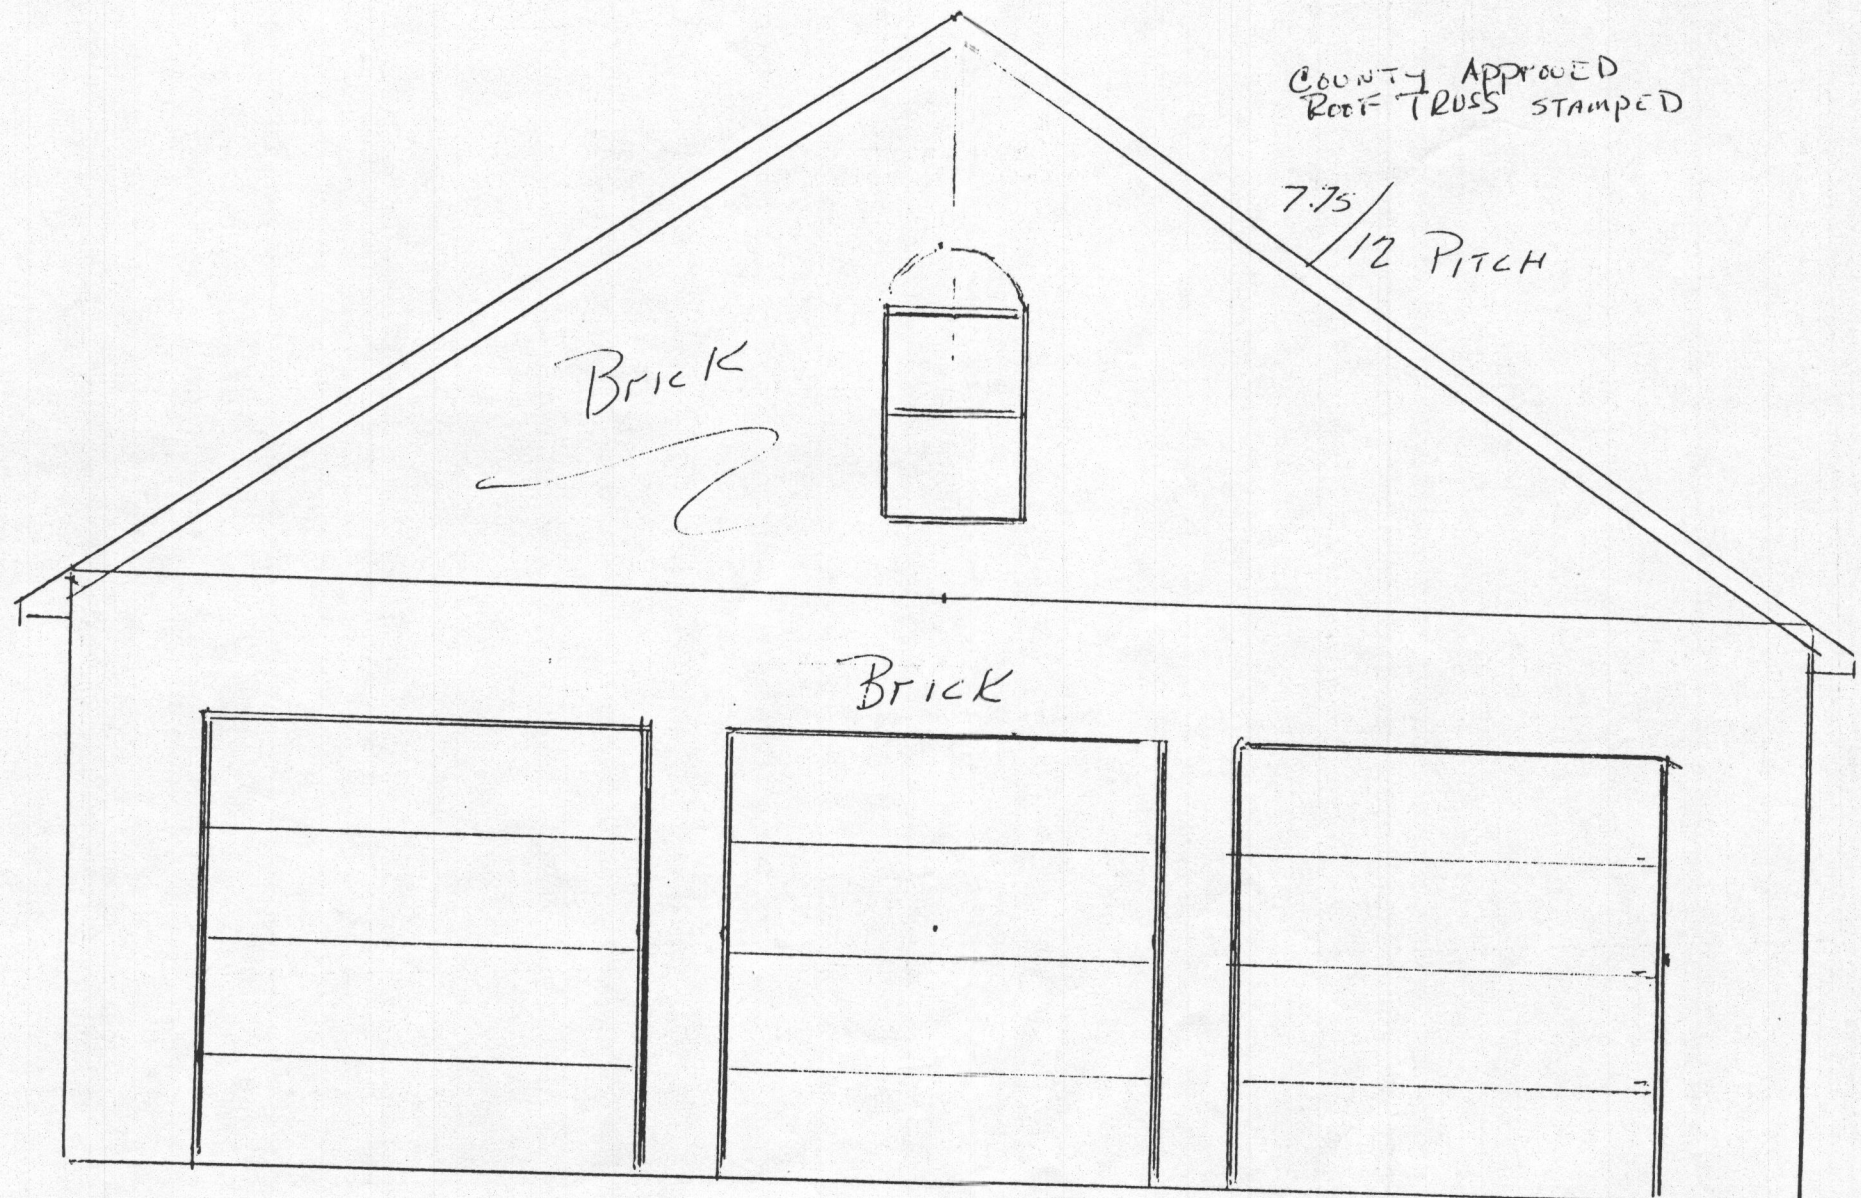 COUNTY APPROVED
ROOF TRUSS STAMPED
7.75/12 PITCH
Brick
Brick